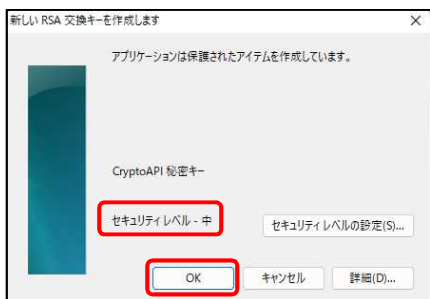 新しい RSA 交換キーを作成します
アプリケーションは保護されたアイテムを作成しています。
CryptoAPI 秘密キー
セキュリティ レベル - 中
セキュリティ レベルの設定(S)...
OK
キャンセル
詳細(D)...